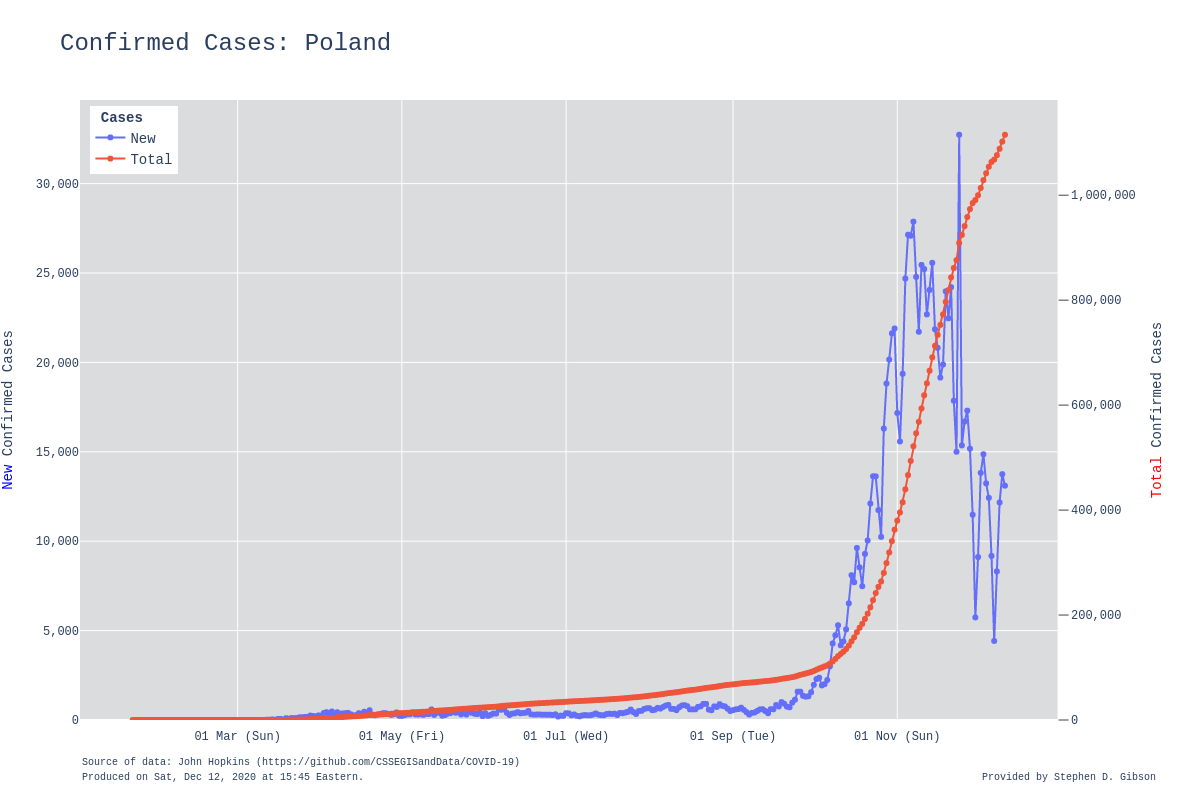 Confirmed Cases: Poland
Cases
New
Total
30,000
25,000
20,000
15,000
10,000
5,000
0
New Confirmed Cases
1,000,000
800,000
600,000
400,000
200,000
0
Total Confirmed Cases
01 Mar (Sun) 01 May (Fri) 01 Jul (Wed) 01 Sep (Tue) 01 Nov (Sun)
Source of data: John Hopkins (https://github.com/CSSEGISandData/COVID-19)
Produced on Sat, Dec 12, 2020 at 15:45 Eastern.
Provided by Stephen D. Gibson